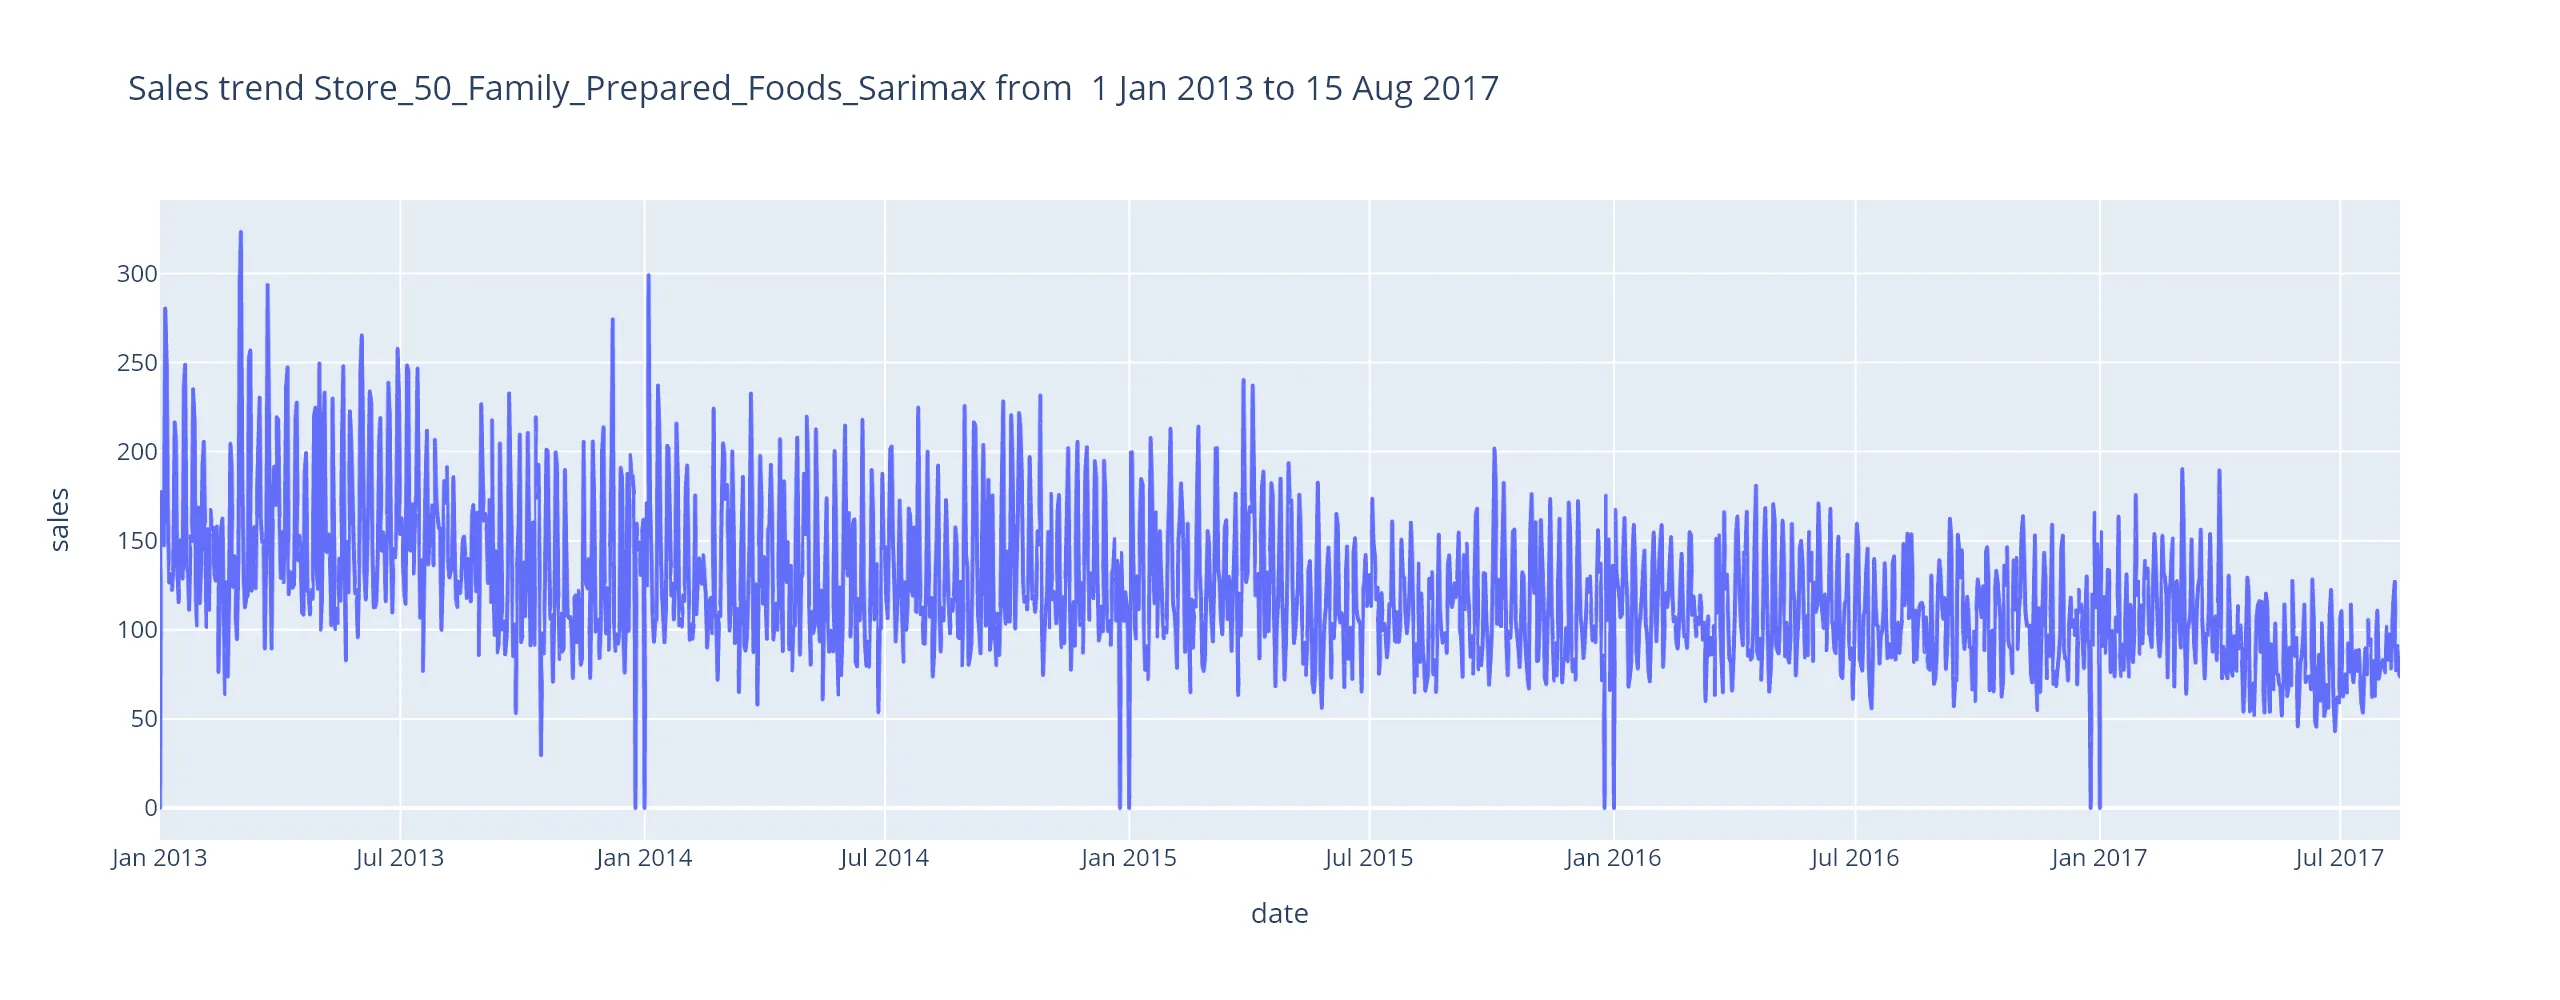 Sales trend Store_50_Family_Prepared_Foods_Sarimax from  1 Jan 2013 to 15 Aug 2017
300
250
200
150
100
50
0
sales
Jan 2013 Jul 2013 Jan 2014 Jul 2014 Jan 2015 Jul 2015 Jan 2016 Jul 2016 Jan 2017 Jul 2017
date